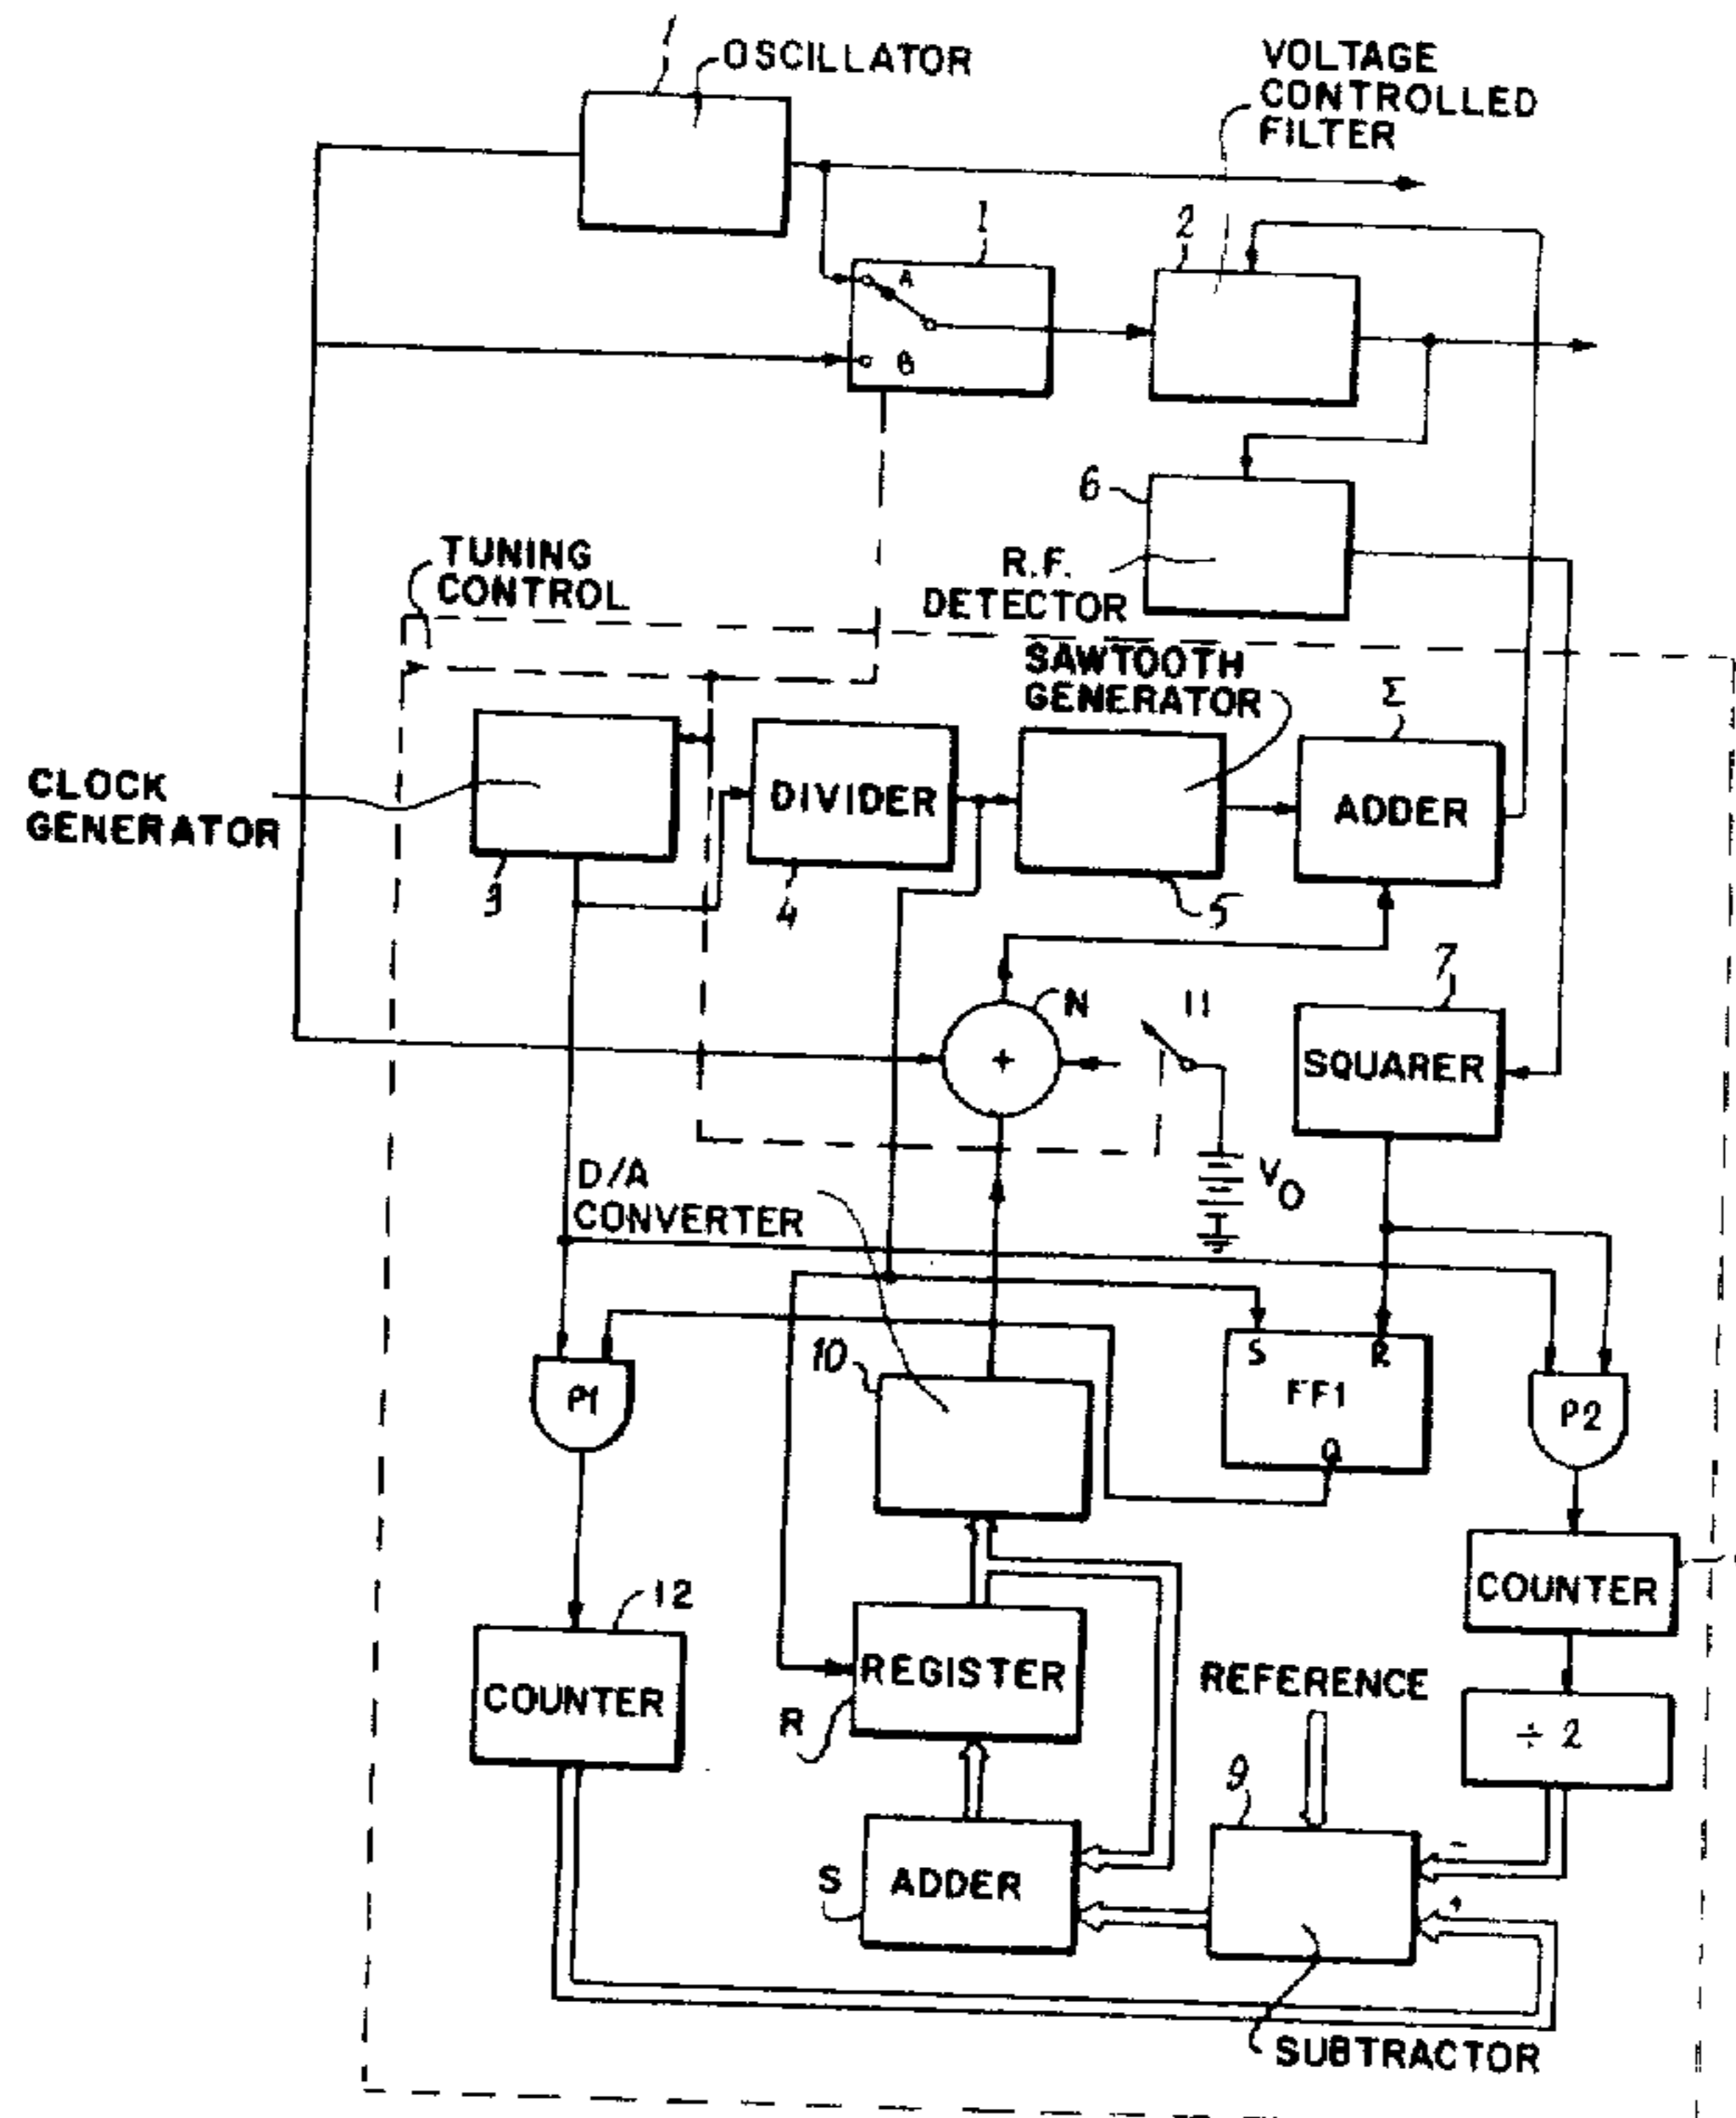 OSCILLATOR
VOLTAGE
CONTROLLED
FILTER
1
2
A
B
6
TUNING
CONTROL
R.F.
DETECTOR
SAWTOOTH
GENERATOR
Σ
CLOCK
GENERATOR
DIVIDER
ADDER
3
4
5
7
N
11
+
SQUARER
D/A
CONVERTER
V0
10
S
R
P1
FF1
P2
Q
12
COUNTER
COUNTER
REGISTER
REFERENCE
R
÷ 2
9
S
ADDER
-
+
SUBTRACTOR